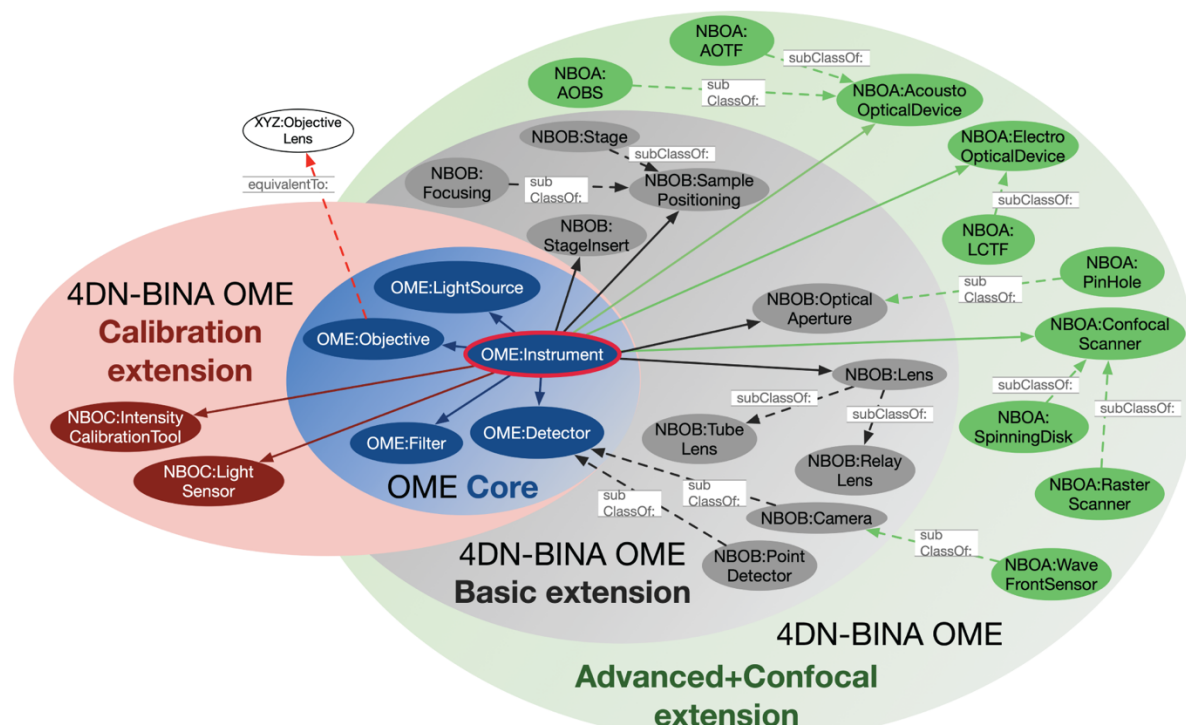 NBOA:
AOTF
subClassOf:
NBOA:
AOBS
sub
ClassOf:
NBOA:Acousto
OpticalDevice
XYZ:Objective
Lens
equivalentTo:
NBOB:Stage
subClassOf:
NBOA:Electro
OpticalDevice
NBOB:
Focusing
sub
ClassOf:
NBOB:Sample
Positioning
subClassOf:
NBOB:
StageInsert
NBOA:
LCTF
4DN-BINA OME
Calibration
extension
OME:LightSource
OME:Objective
OME:Instrument
NBOB:Optical
Aperture
sub
ClassOf:
NBOA:
PinHole
NBOA:Confocal
Scanner
NBOB:Lens
subClassOf:
subClassOf:
subClassOf:
subClassOf:
NBOC:Intensity
CalibrationTool
NBOC:Light
Sensor
OME:Filter
OME:Detector
OME Core
NBOB:Tube
Lens
NBOB:Relay
Lens
NBOA:
SpinningDisk
NBOA:Raster
Scanner
sub
ClassOf:
sub
ClassOf:
NBOB:Camera
sub
ClassOf:
NBOB:Point
Detector
NBOA:Wave
FrontSensor
4DN-BINA OME
Basic extension
4DN-BINA OME
Advanced+Confocal
extension